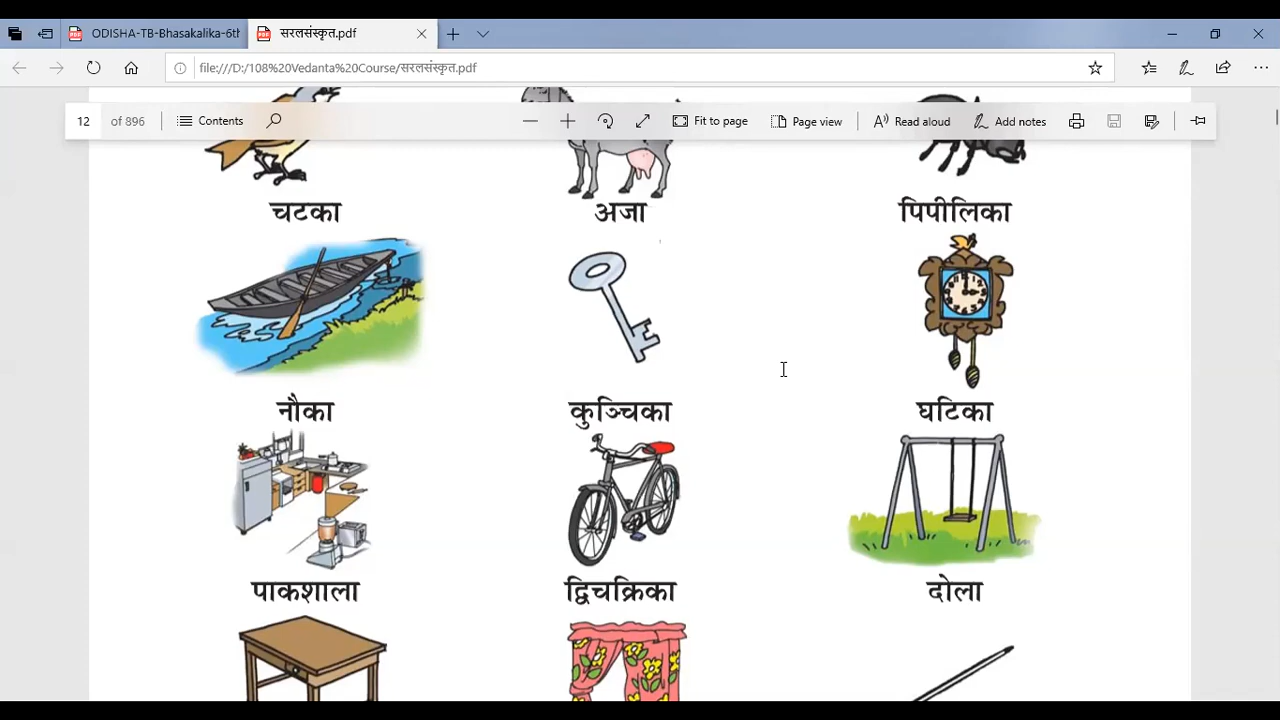 ODISHA-TB-Bhasakalika-6th
सरलसंस्कृत.pdf
file:///D:/108%20Vedanta%20Course/सरलसंस्कृत.pdf
12 of 896 Contents Fit to page Page view Read aloud Add notes
चटका अजा पिपीलिका
नौका कुञ्चिका घटिका
पाकशाला द्विचक्रिका दोला